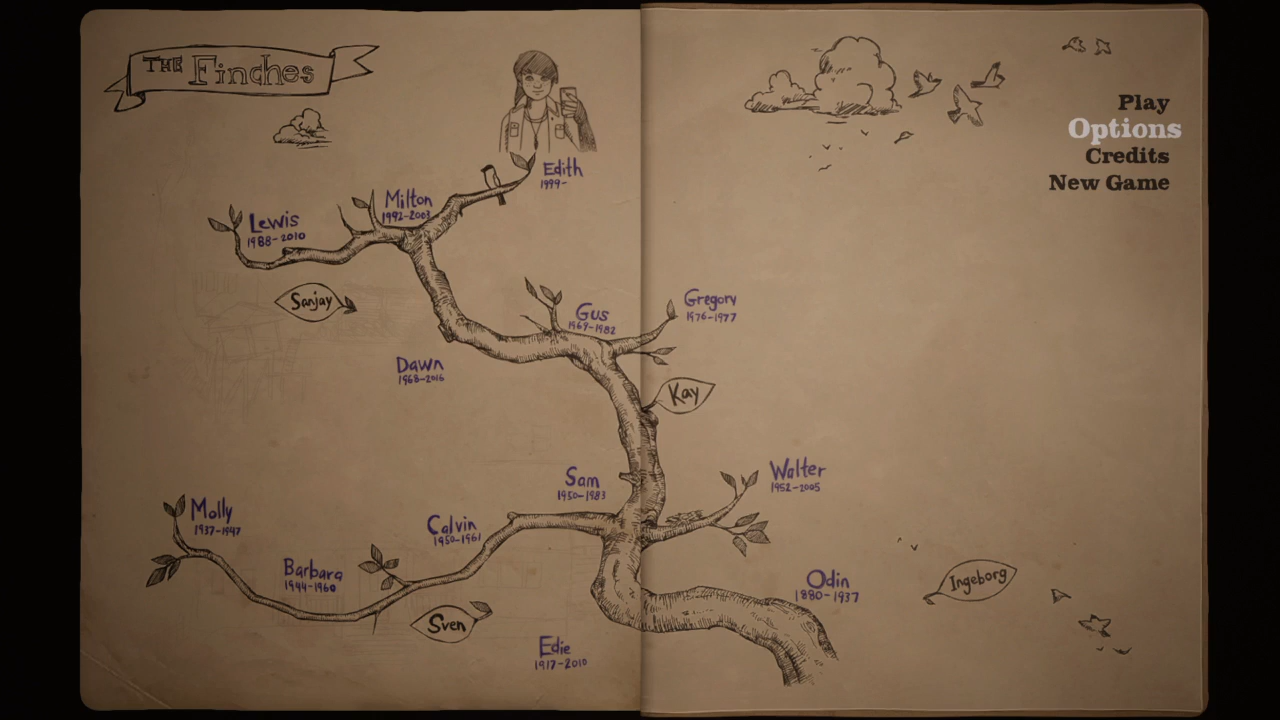 THE Finches
Play
Options
Credits
New Game
Edith
1999-
Milton
1992-2003
Lewis
1988-2010
Sanjay
Gregory
1976-1977
Gus
1969-1982
Dawn
1968-2016
Kay
Walter
1952-2005
Sam
1950-1983
Molly
1937-1947
Calvin
1950-1961
Barbara
1944-1960
Odin
1880-1937
Ingeborg
Sven
Edie
1917-2010